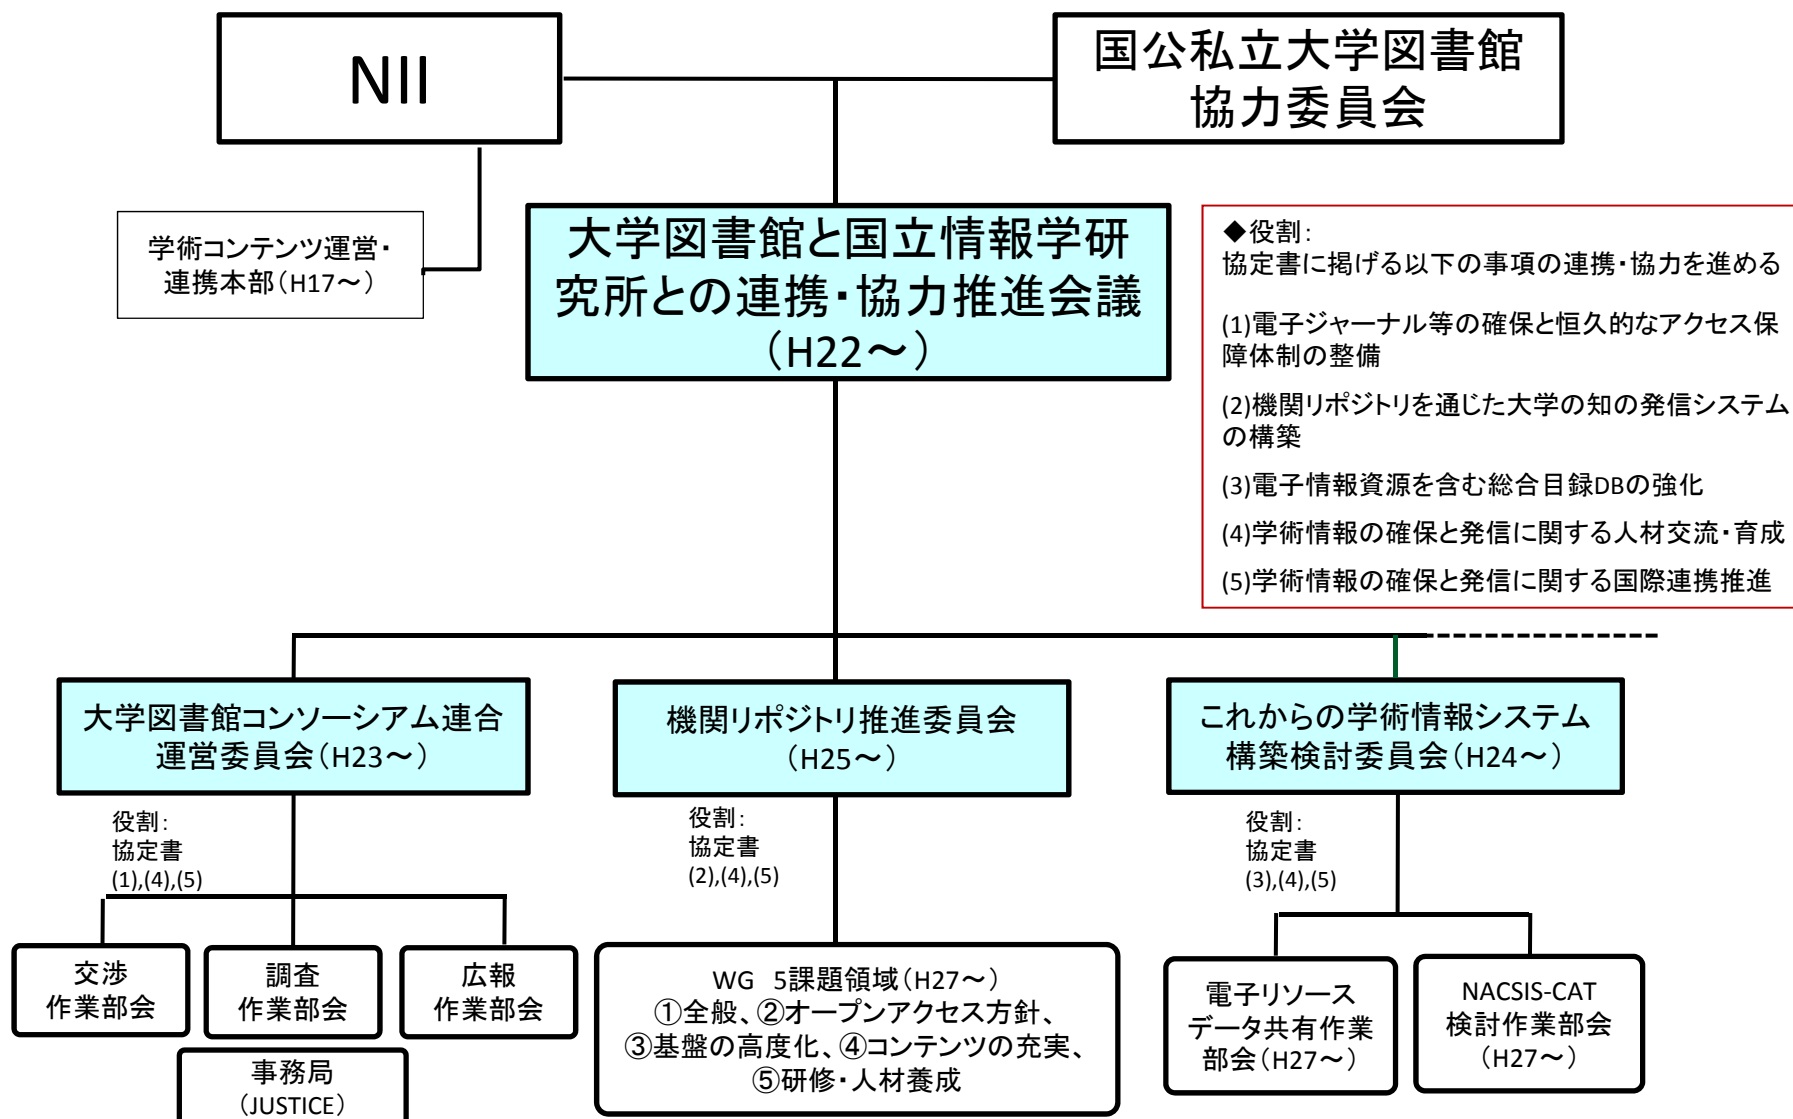 NII
国公私立大学図書館
協力委員会
学術コンテンツ運営・
連携本部(H17～)
大学図書館と国立情報学研
究所との連携・協力推進会議
(H22～)
◆役割:
協定書に掲げる以下の事項の連携・協力を進める
(1)電子ジャーナル等の確保と恒久的なアクセス保
障体制の整備
(2)機関リポジトリを通じた大学の知の発信システム
の構築
(3)電子情報資源を含む総合目録DBの強化
(4)学術情報の確保と発信に関する人材交流・育成
(5)学術情報の確保と発信に関する国際連携推進
大学図書館コンソーシアム連合
運営委員会(H23～)
機関リポジトリ推進委員会
(H25～)
これからの学術情報システム
構築検討委員会(H24～)
役割:
協定書
(1),(4),(5)
役割:
協定書
(2),(4),(5)
役割:
協定書
(3),(4),(5)
交渉
作業部会
調査
作業部会
広報
作業部会
事務局
(JUSTICE)
WG 5課題領域(H27～)
①全般、②オープンアクセス方針、
③基盤の高度化、④コンテンツの充実、
⑤研修・人材養成
電子リソース
データ共有作業
部会(H27～)
NACSIS-CAT
検討作業部会
(H27～)